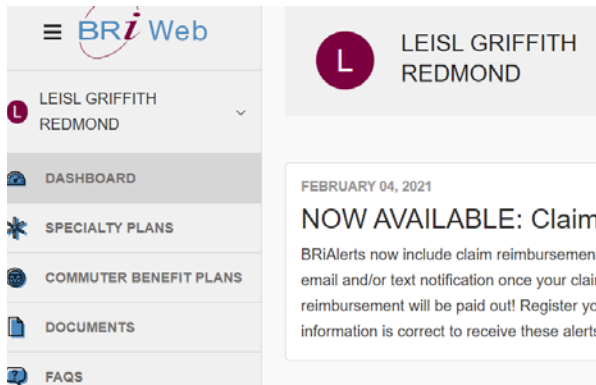 BRi Web
L
LEISL GRIFFITH
REDMOND
DASHBOARD
SPECIALTY PLANS
COMMUTER BENEFIT PLANS
DOCUMENTS
FAQS
L
LEISL GRIFFITH
REDMOND
FEBRUARY 04, 2021
NOW AVAILABLE: Claim
BRiAlerts now include claim reimbursemen
email and/or text notification once your clai
reimbursement will be paid out! Register yo
information is correct to receive these alerts